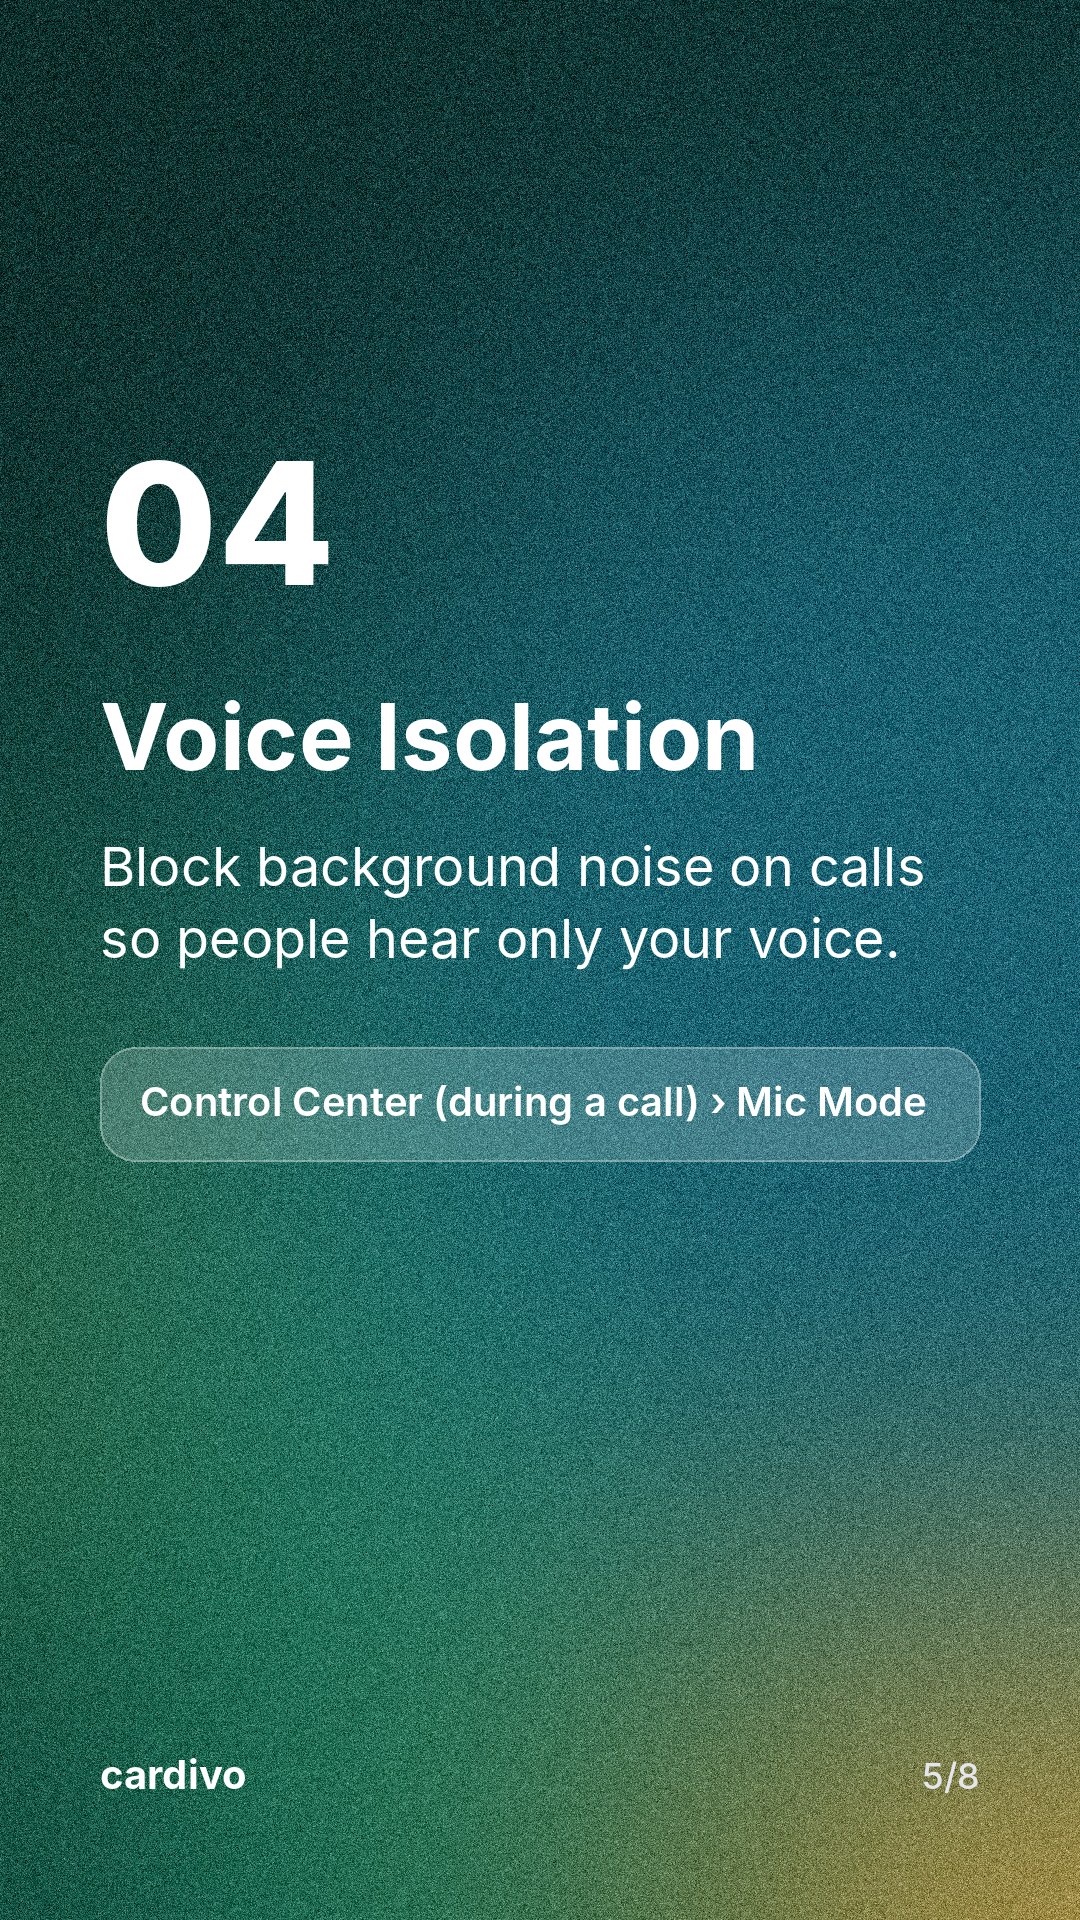 04
Voice Isolation
Block background noise on calls
so people hear only your voice.
Control Center (during a call) › Mic Mode
cardivo
5/8